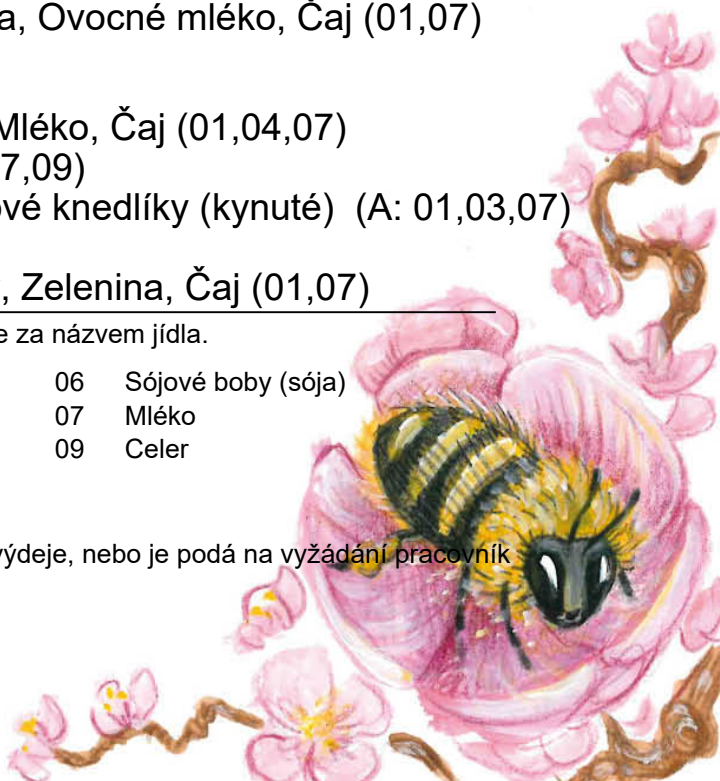 a, Ovocné mléko, Čaj (01,07)
Mléko, Čaj (01,04,07)
7,09)
ové knedlíky (kynuté) (A: 01,03,07)
, Zelenina, Čaj (01,07)
e za názvem jídla.
06 Sójové boby (sója)
07 Mléko
09 Celer
výdeje, nebo je podá na vyžádání pracovník